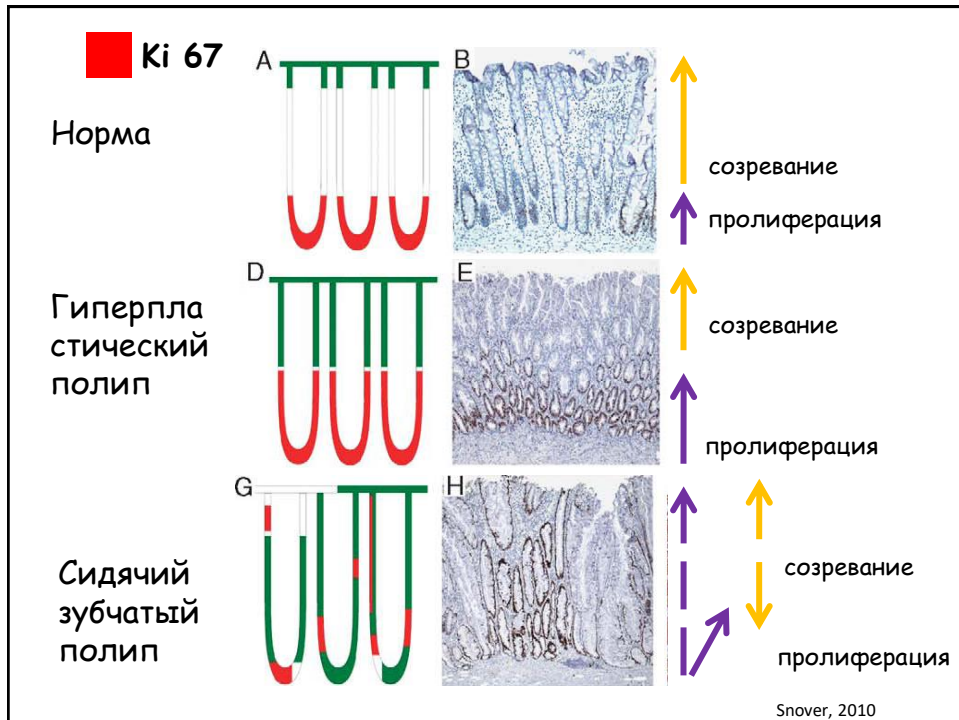 Ki 67
A
B
Норма
созревание
пролиферация
D
E
Гиперпла
стический
полип
созревание
пролиферация
G
H
Сидячий
зубчатый
полип
созревание
пролиферация
Snover, 2010